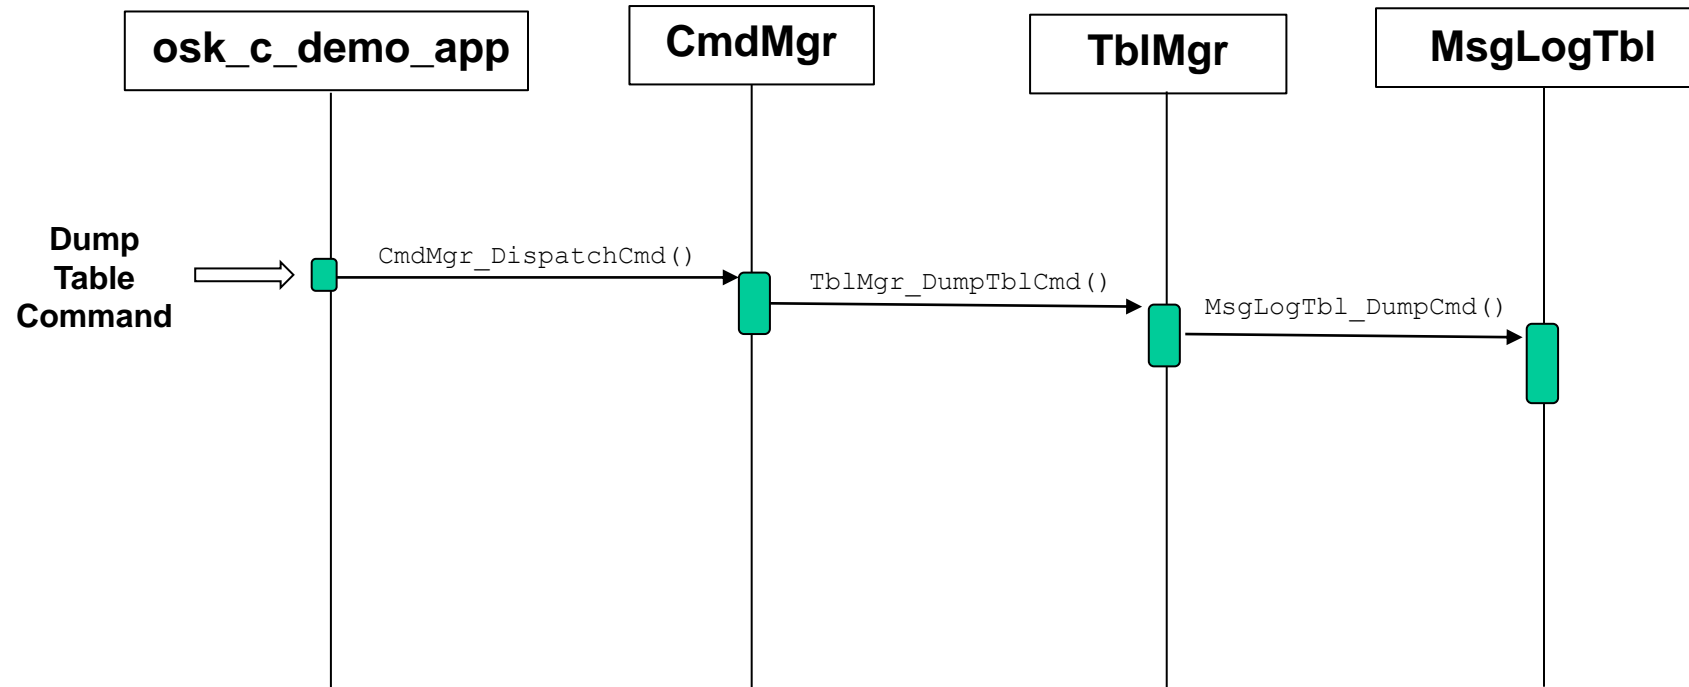 osk_c_demo_app
CmdMgr
TblMgr
MsgLogTbl
Dump
Table
Command
CmdMgr_DispatchCmd()
TblMgr_DumpTblCmd()
MsgLogTbl_DumpCmd()